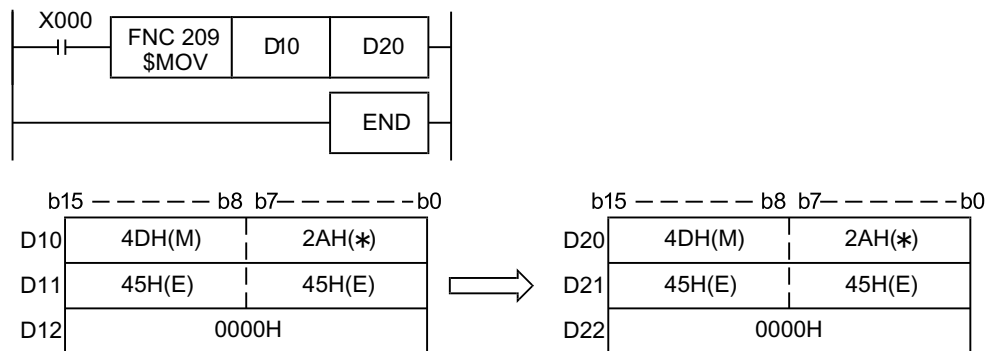 X000
FNC 209
$MOV
D10
D20
END
b15 — — — — — b8 b7— — — — —b0
D10 4DH(M) 2AH(*)
D11 45H(E) 45H(E)
D12 0000H
b15 — — — — — b8 b7— — — — —b0
D20 4DH(M) 2AH(*)
D21 45H(E) 45H(E)
D22 0000H